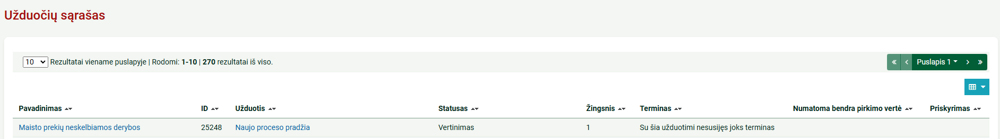 Užduočių sąrašas
10 Rezultatai viename puslapyje | Rodomi: 1-10 | 270 rezultatai iš viso.
« ‹ Puslapis 1 › »
Pavadinimas ID Užduotis Statusas Žingsnis Terminas Numatoma bendra pirkimo vertė Priskyrimas
Maisto prekių neskelbiamos derybos 25248 Naujo proceso pradžia Vertinimas 1 Su šia užduotimi nesusijęs joks terminas